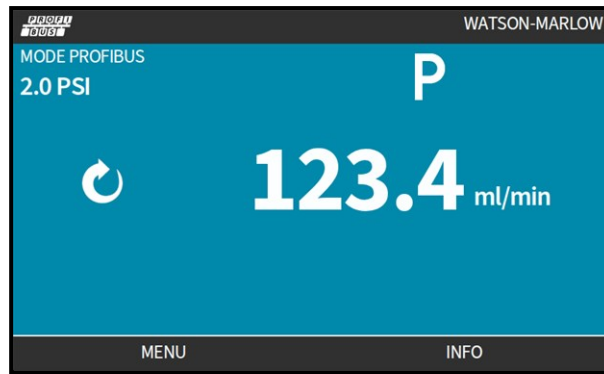 PROFI
BUS
WATSON-MARLOW
MODE PROFIBUS
2.0 PSI
P
123.4 ml/min
MENU
INFO